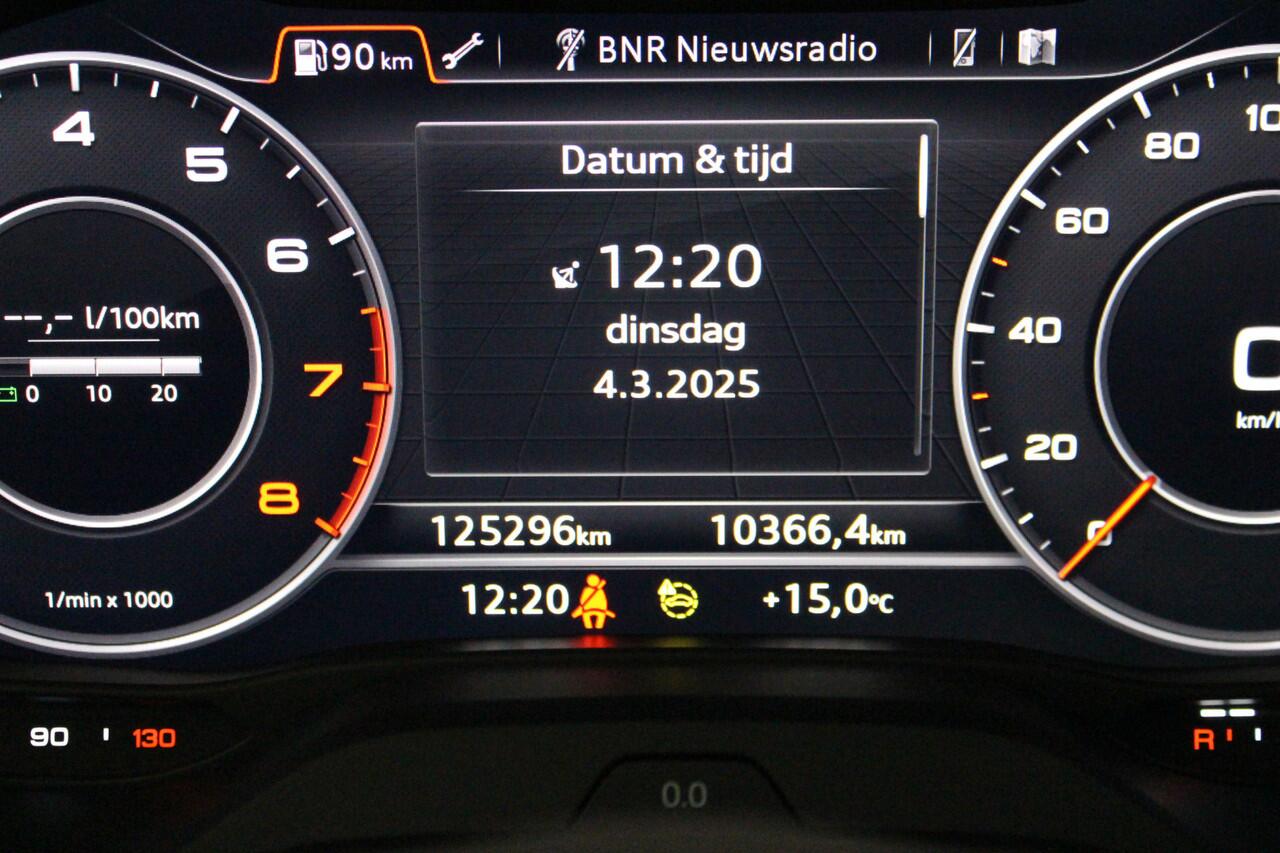 90 km
BNR Nieuwsradio
Datum & tijd
12:20
dinsdag
4.3.2025
125296km
10366,4km
12:20
+15,0°C
4
5
6
7
8
--,- l/100km
0 10 20
1/min x 1000
80
60
40
20
0
km/
90
130
R
0.0